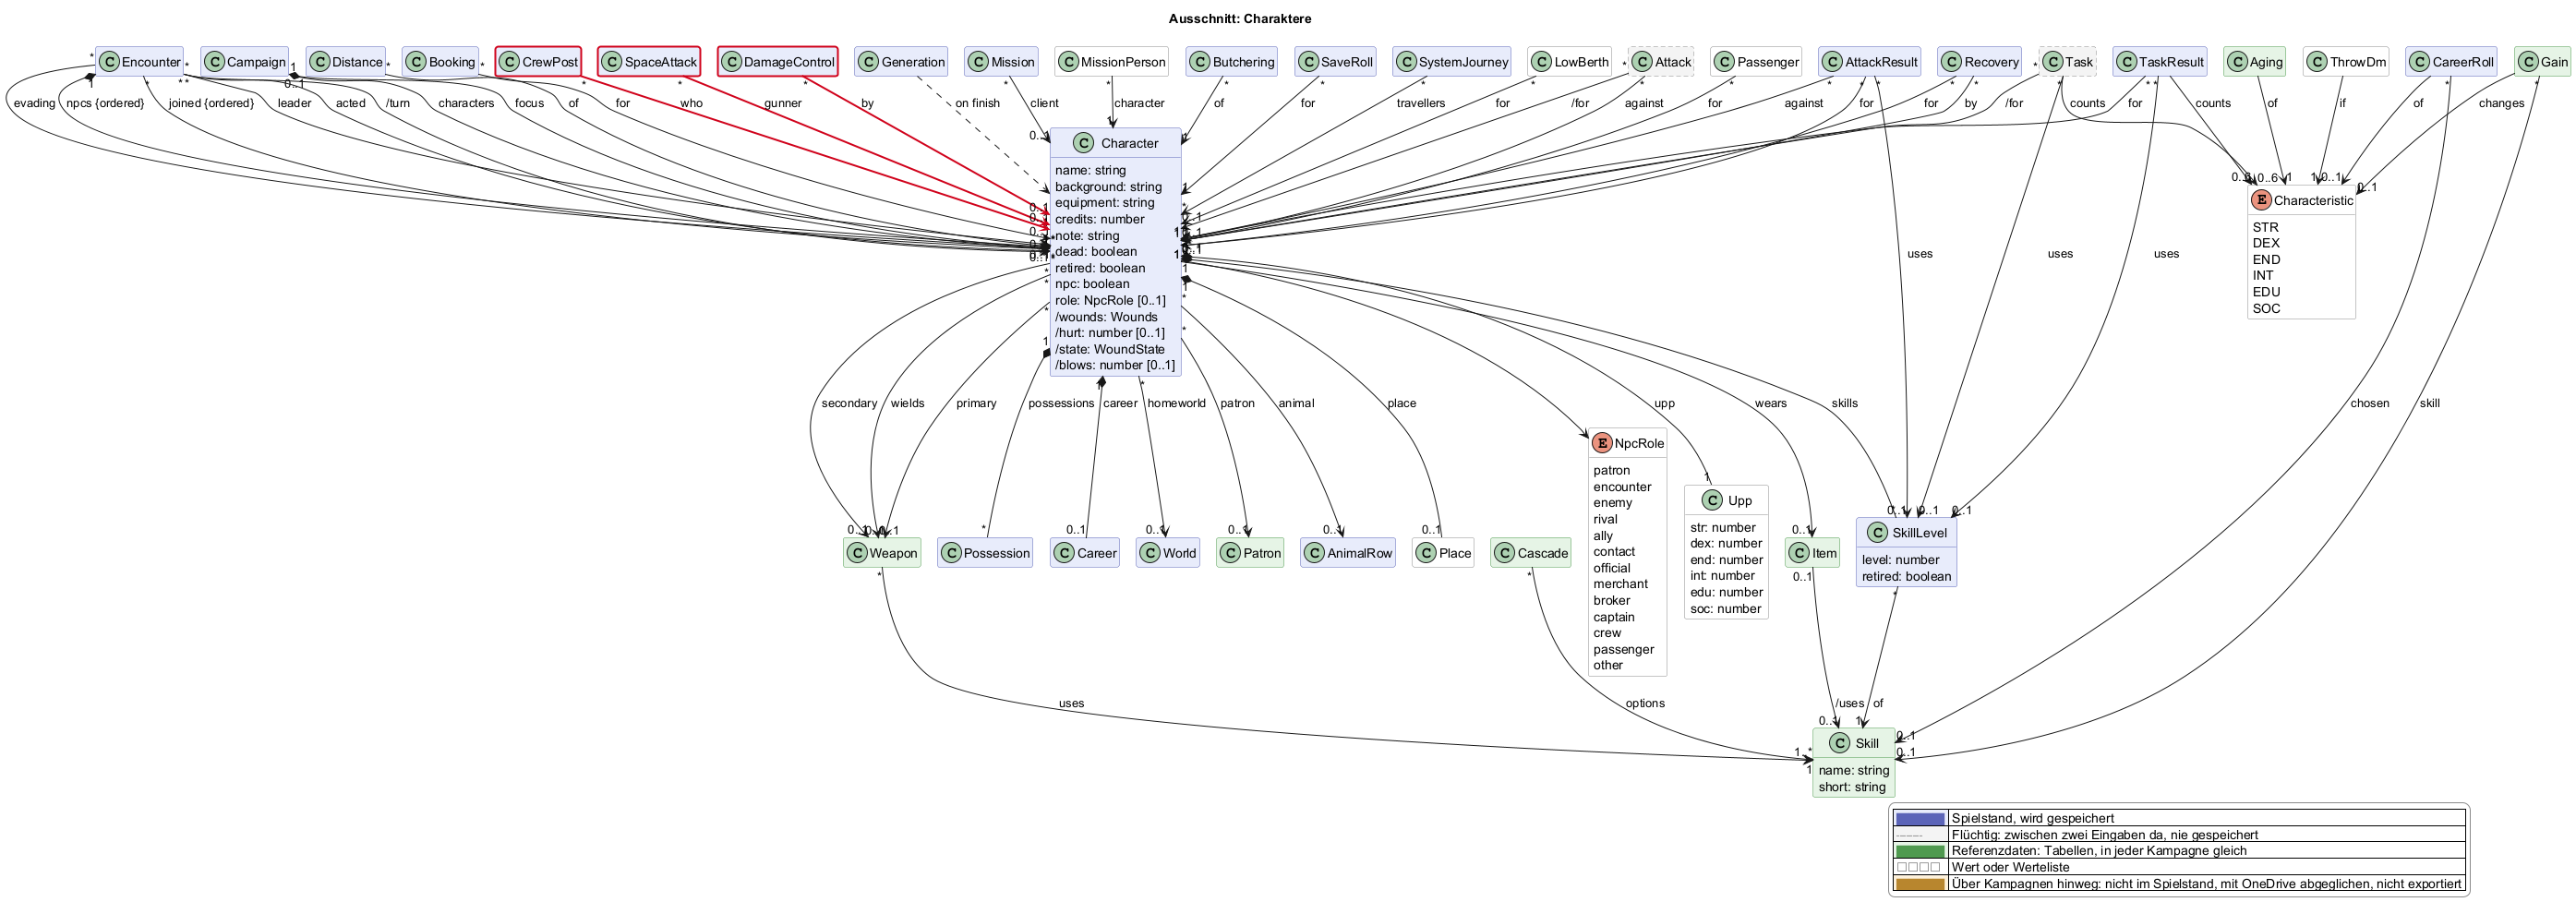 Ausschnitt: Charaktere
Encounter
Campaign
Distance
Booking
CrewPost
SpaceAttack
DamageControl
Generation
Mission
MissionPerson
Butchering
SaveRoll
SystemJourney
LowBerth
Attack
Passenger
AttackResult
Recovery
Task
TaskResult
Aging
ThrowDm
CareerRoll
Gain
evading
npcs {ordered}
joined {ordered}
leader
acted
/turn
characters
focus
of
for
who
gunner
by
on finish
client
character
of
for
travellers
for
/for
against
for
against
for
for
by
/for
counts
for
counts
of
if
of
changes
Character
name: string
background: string
equipment: string
credits: number
note: string
dead: boolean
retired: boolean
npc: boolean
role: NpcRole [0..1]
/wounds: Wounds
/hurt: number [0..1]
/state: WoundState
/blows: number [0..1]
Characteristic
STR
DEX
END
INT
EDU
SOC
uses
uses
uses
secondary
wields
primary
possessions
career
homeworld
patron
animal
place
upp
wears
skills
chosen
skill
NpcRole
patron
encounter
enemy
rival
ally
contact
official
merchant
broker
captain
crew
passenger
other
Upp
str: number
dex: number
end: number
int: number
edu: number
soc: number
Weapon
Possession
Career
World
Patron
AnimalRow
Place
Cascade
Item
SkillLevel
level: number
retired: boolean
uses
options
/uses
of
Skill
name: string
short: string
Spielstand, wird gespeichert
Flüchtig: zwischen zwei Eingaben da, nie gespeichert
Referenzdaten: Tabellen, in jeder Kampagne gleich
Wert oder Werteliste
Über Kampagnen hinweg: nicht im Spielstand, mit OneDrive abgeglichen, nicht exportiert